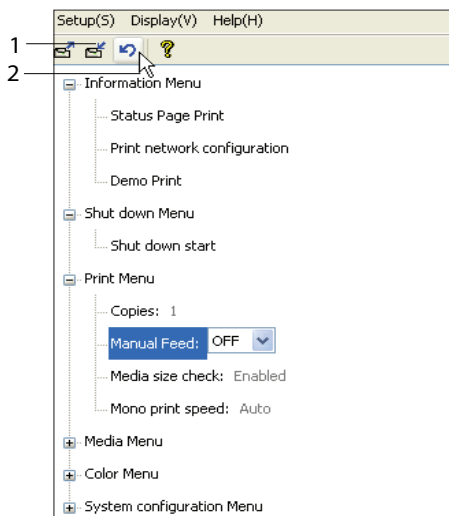 Setup(S) Display(V) Help(H)
1
2
Information Menu
Status Page Print
Print network configuration
Demo Print
Shut down Menu
Shut down start
Print Menu
Copies: 1
Manual Feed: OFF
Media size check: Enabled
Mono print speed: Auto
Media Menu
Color Menu
System configuration Menu